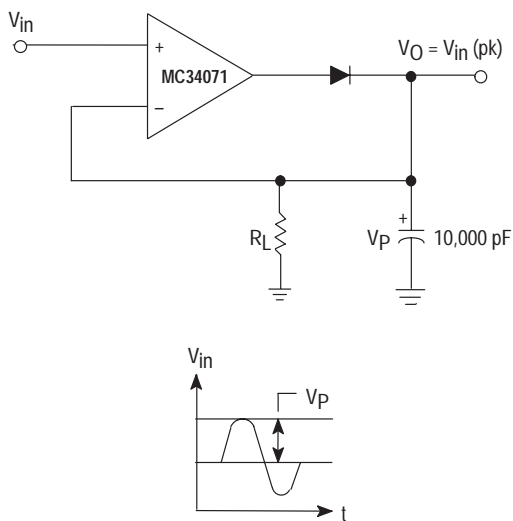 Vin
+
MC34071
−
VO = Vin (pk)
RL
+
VP
10,000 pF
Vin
VP
t